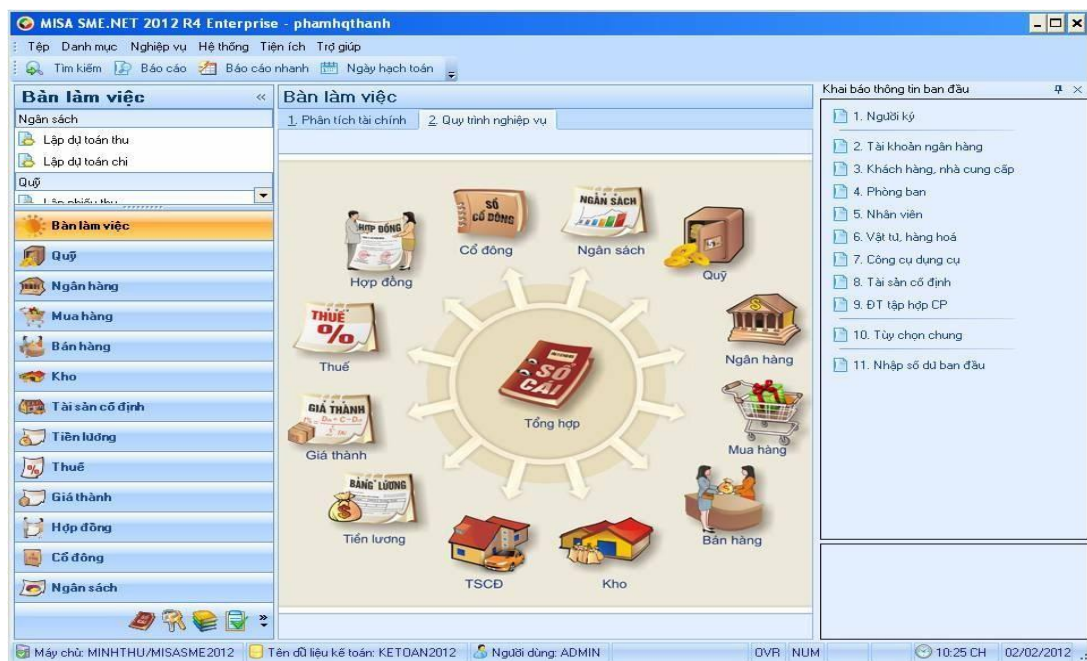 MISA SME.NET 2012 R4 Enterprise - phamhqthanh
Tệp Danh mục Nghiệp vụ Hệ thống Tiện ích Trợ giúp
Tìm kiếm Báo cáo Báo cáo nhanh Ngày hạch toán
Bàn làm việc «
Ngân sách
Lập dự toán thu
Lập dự toán chi
Quỹ
Lập phiếu thu
Bàn làm việc
Quỹ
Ngân hàng
Mua hàng
Bán hàng
Kho
Tài sản cố định
Tiền lương
Thuế
Giá thành
Hợp đồng
Cổ đông
Ngân sách
Bàn làm việc
1. Phân tích tài chính 2. Quy trình nghiệp vụ
SỔ CỔ ĐÔNG
Cổ đông
NGÂN SÁCH
Ngân sách
Quỹ
HỢP ĐỒNG
Hợp đồng
Ngân hàng
THUẾ %
Thuế
SỔ CÁI
Tổng hợp
Mua hàng
GIÁ THÀNH
Giá thành
BẢNG LƯƠNG
Tiền lương
TSCĐ
Kho
Bán hàng
Khai báo thông tin ban đầu
1. Người ký
2. Tài khoản ngân hàng
3. Khách hàng, nhà cung cấp
4. Phòng ban
5. Nhân viên
6. Vật tư, hàng hoá
7. Công cụ dụng cụ
8. Tài sản cố định
9. ĐT tập hợp CP
10. Tùy chọn chung
11. Nhập số dư ban đầu
Máy chủ: MINHTHU/MISASME2012 Tên dữ liệu kế toán: KETOAN2012 Người dùng: ADMIN OVR NUM 10:25 CH 02/02/2012